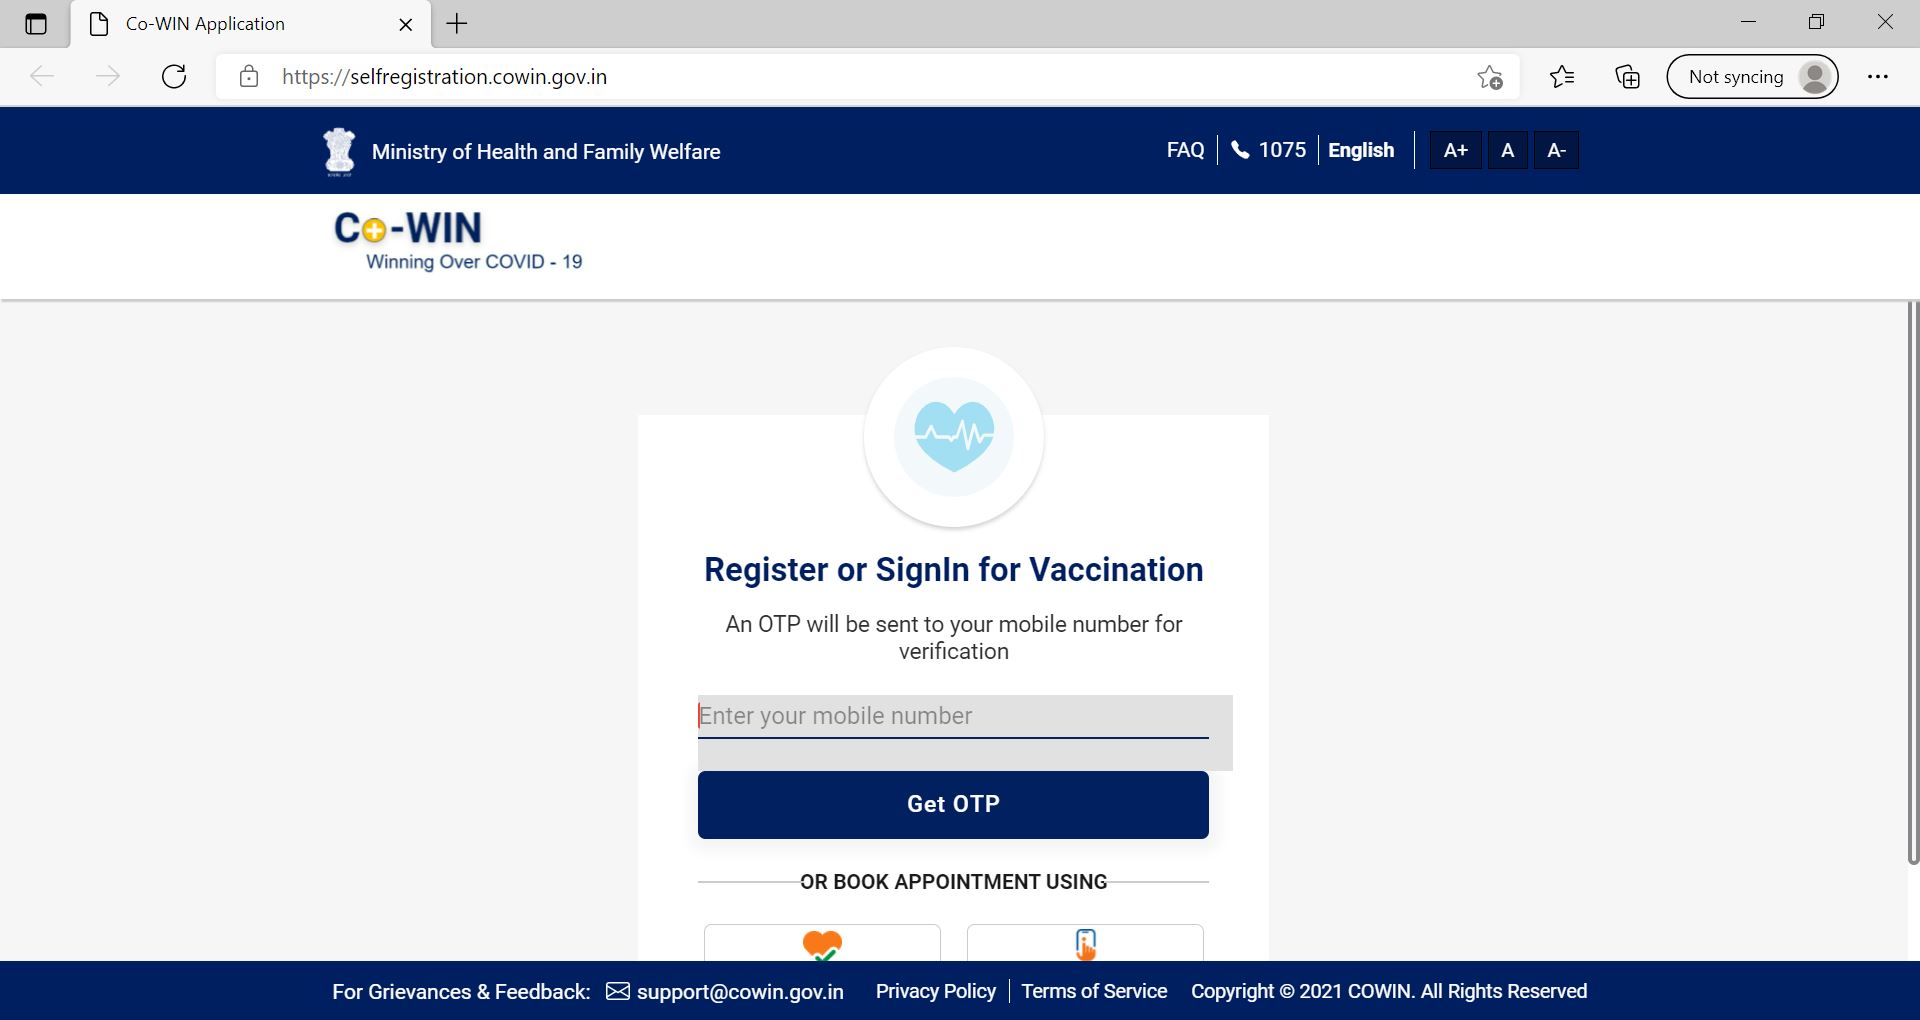 Co-WIN Application
https://selfregistration.cowin.gov.in
Not syncing
Ministry of Health and Family Welfare
FAQ 1075 English A+ A A-
Co-WIN
Winning Over COVID - 19
Register or SignIn for Vaccination
An OTP will be sent to your mobile number for
verification
Enter your mobile number
Get OTP
OR BOOK APPOINTMENT USING
For Grievances & Feedback: support@cowin.gov.in Privacy Policy Terms of Service Copyright © 2021 COWIN. All Rights Reserved